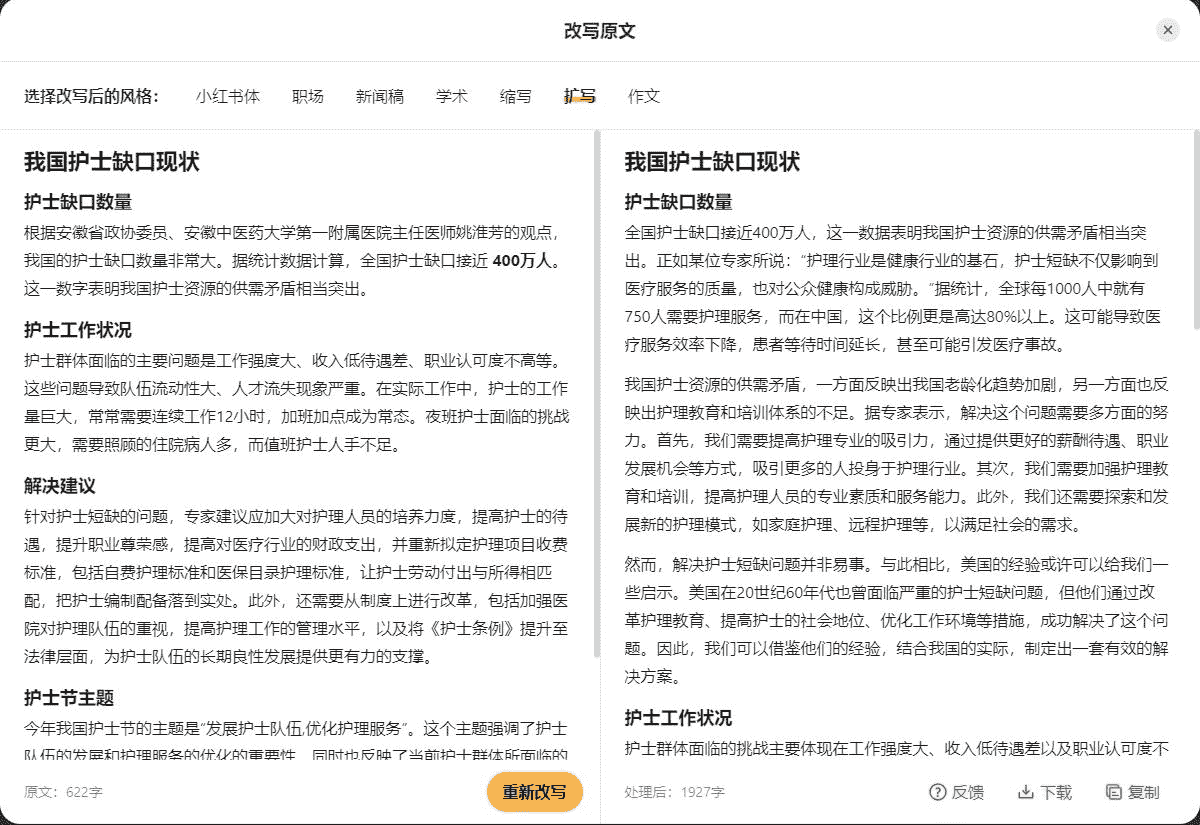 改写原文
选择改写后的风格： 小红书体 职场 新闻稿 学术 缩写 扩写 作文
我国护士缺口现状
护士缺口数量
根据安徽省政协委员、安徽中医药大学第一附属医院主任医师姚淮芳的观点，
我国的护士缺口数量非常大。据统计数据计算，全国护士缺口接近 400万人。
这一数字表明我国护士资源的供需矛盾相当突出。
护士工作状况
护士群体面临的主要问题是工作强度大、收入低待遇差、职业认可度不高等。
这些问题导致队伍流动性大、人才流失现象严重。在实际工作中，护士的工作
量巨大，常常需要连续工作12小时，加班加点成为常态。夜班护士面临的挑战
更大，需要照顾的住院病人多，而值班护士人手不足。
解决建议
针对护士短缺的问题，专家建议应加大对护理人员的培养力度，提高护士的待
遇，提升职业尊荣感，提高对医疗行业的财政支出，并重新拟定护理项目收费
标准，包括自费护理标准和医保目录护理标准，让护士劳动付出与所得相匹
配，把护士编制配备落到实处。此外，还需要从制度上进行改革，包括加强医
院对护理队伍的重视，提高护理工作的管理水平，以及将《护士条例》提升至
法律层面，为护士队伍的长期良性发展提供更有力的支撑。
护士节主题
今年我国护士节的主题是“发展护士队伍,优化护理服务”。这个主题强调了护士
队伍的发展和护理服务的优化的重要性，同时也反映了当前护士群体所面临的
原文：622字
重新改写
我国护士缺口现状
护士缺口数量
全国护士缺口接近400万人，这一数据表明我国护士资源的供需矛盾相当突
出。正如某位专家所说：“护理行业是健康行业的基石，护士短缺不仅影响到
医疗服务的质量，也对公众健康构成威胁。“据统计，全球每1000人中就有
750人需要护理服务，而在中国，这个比例更是高达80%以上。这可能导致医
疗服务效率下降，患者等待时间延长，甚至可能引发医疗事故。
我国护士资源的供需矛盾，一方面反映出我国老龄化趋势加剧，另一方面也反
映出护理教育和培训体系的不足。据专家表示，解决这个问题需要多方面的努
力。首先，我们需要提高护理专业的吸引力，通过提供更好的薪酬待遇、职业
发展机会等方式，吸引更多的人投身于护理行业。其次，我们需要加强护理教
育和培训，提高护理人员的专业素质和服务能力。此外，我们还需要探索和发
展新的护理模式，如家庭护理、远程护理等，以满足社会的需求。
然而，解决护士短缺问题并非易事。与此相比，美国的经验或许可以给我们一
些启示。美国在20世纪60年代也曾面临严重的护士短缺问题，但他们通过改
革护理教育、提高护士的社会地位、优化工作环境等措施，成功解决了这个问
题。因此，我们可以借鉴他们的经验，结合我国的实际，制定出一套有效的解
决方案。
护士工作状况
护士群体面临的挑战主要体现在工作强度大、收入低待遇差以及职业认可度不
处理后：1927字 反馈 下载 复制